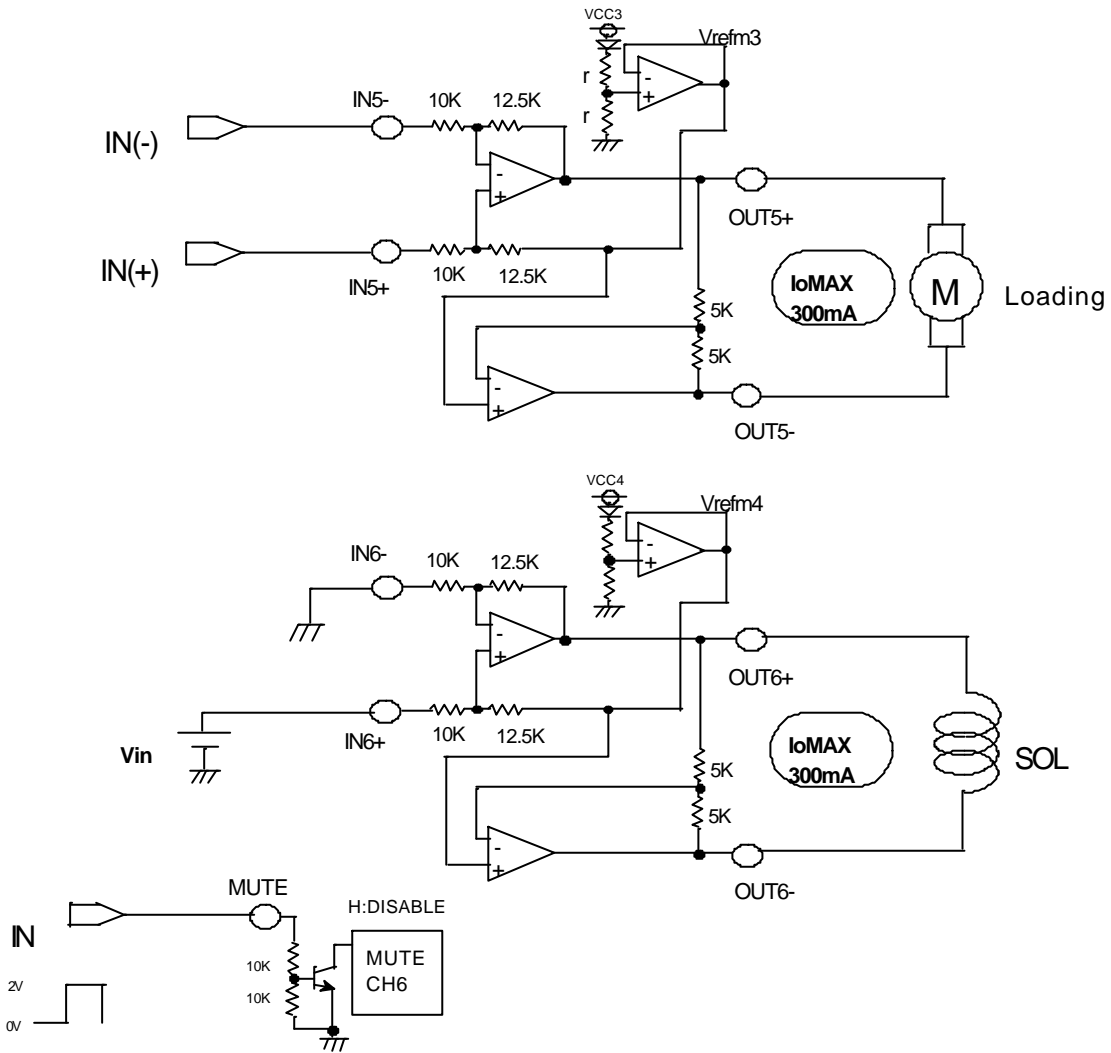 VCC3
Vrefm3
r
r
IN5-
10K
12.5K
IN(-)
-
+
-
+
OUT5+
IN(+)
IN5+
10K
12.5K
5K
5K
IoMAX
300mA
M
Loading
-
+
OUT5-
VCC4
Vrefm4
-
+
IN6-
10K
12.5K
-
+
OUT6+
Vin
IN6+
10K
12.5K
5K
5K
IoMAX
300mA
SOL
-
+
OUT6-
MUTE
H:DISABLE
IN
10K
10K
MUTE
CH6
2V
0V